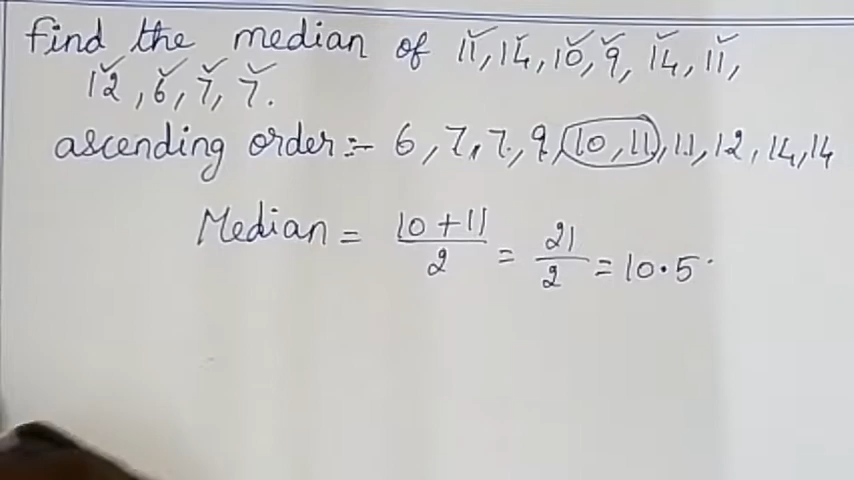 find the median of 11, 14, 10, 9, 14, 11,
12, 6, 7, 7.
ascending order:- 6, 7, 7, 9, 10, 11, 11, 12, 14, 14
Median = 10 + 11 / 2 = 21 / 2 = 10.5